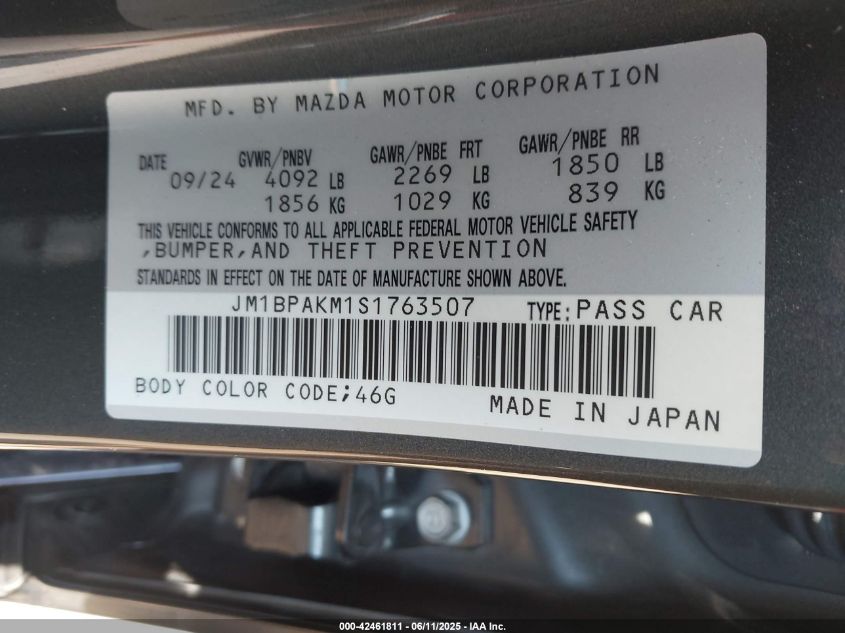 MFD. BY MAZDA MOTOR CORPORATION
DATE GVWR/PNBV GAWR/PNBE FRT GAWR/PNBE RR
09/24 4092 LB 2269 LB 1850 LB
1856 KG 1029 KG 839 KG
THIS VEHICLE CONFORMS TO ALL APPLICABLE FEDERAL MOTOR VEHICLE SAFETY
,BUMPER,AND THEFT PREVENTION
STANDARDS IN EFFECT ON THE DATE OF MANUFACTURE SHOWN ABOVE.
JM1BPAKM1S1763507 TYPE:PASS CAR
BODY COLOR CODE;46G MADE IN JAPAN
000-42461811 - 06/11/2025 - IAA Inc.